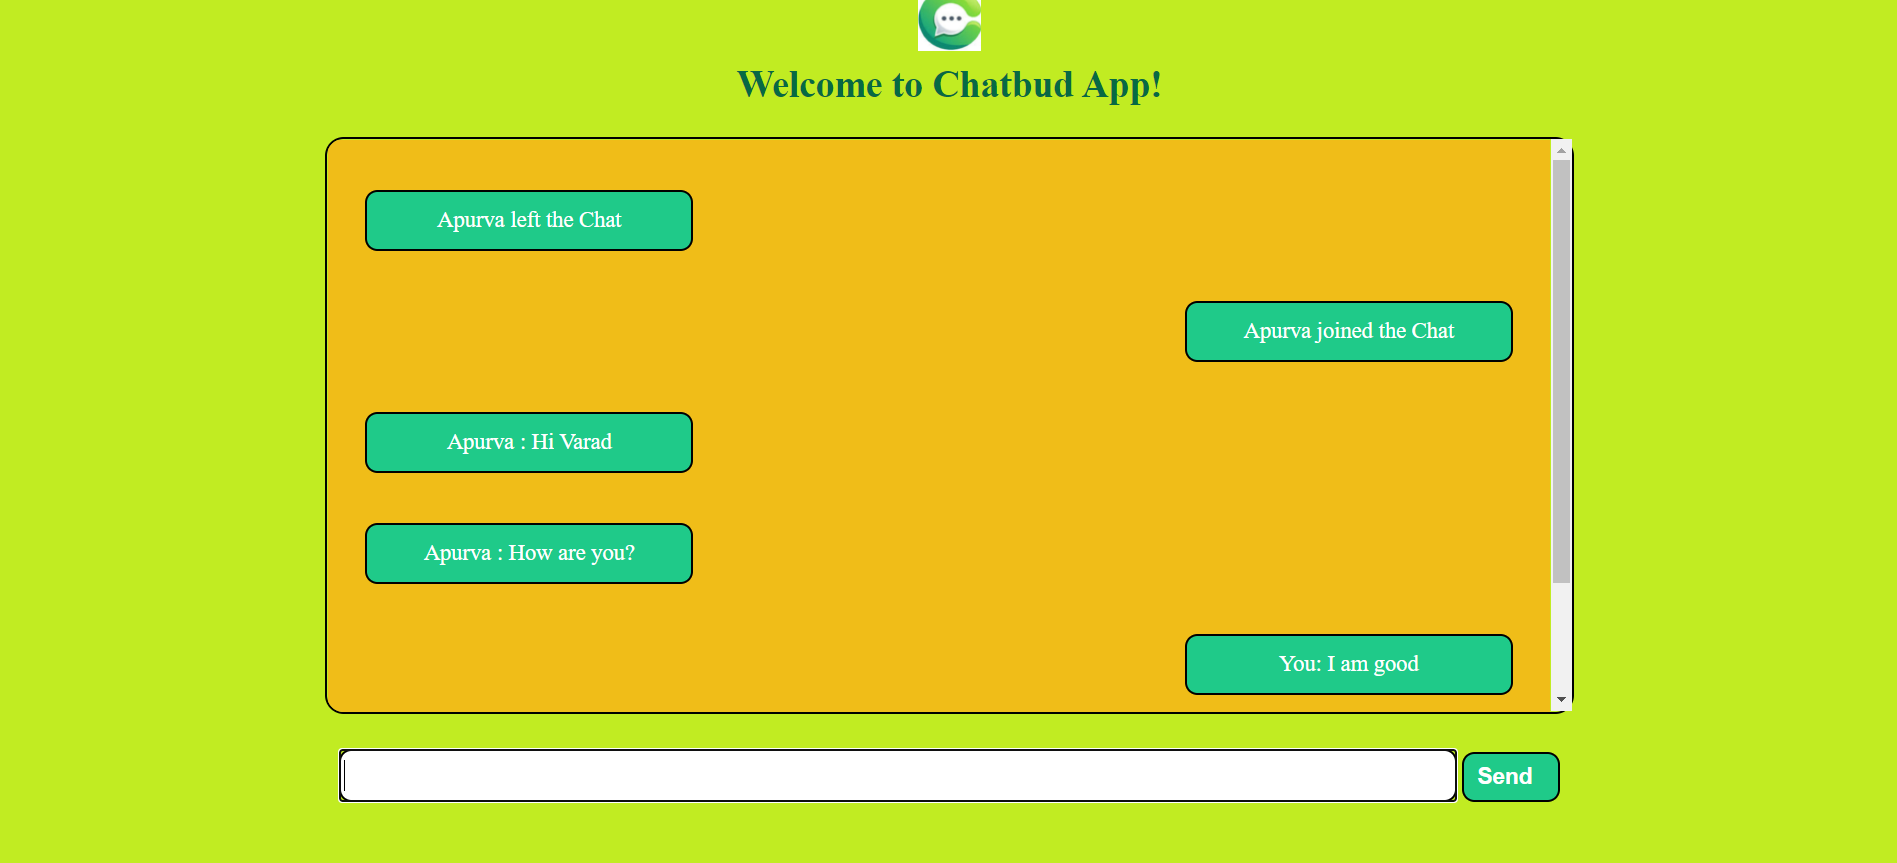 Welcome to Chatbud App!
Apurva left the Chat
Apurva joined the Chat
Apurva : Hi Varad
Apurva : How are you?
You: I am good
Send